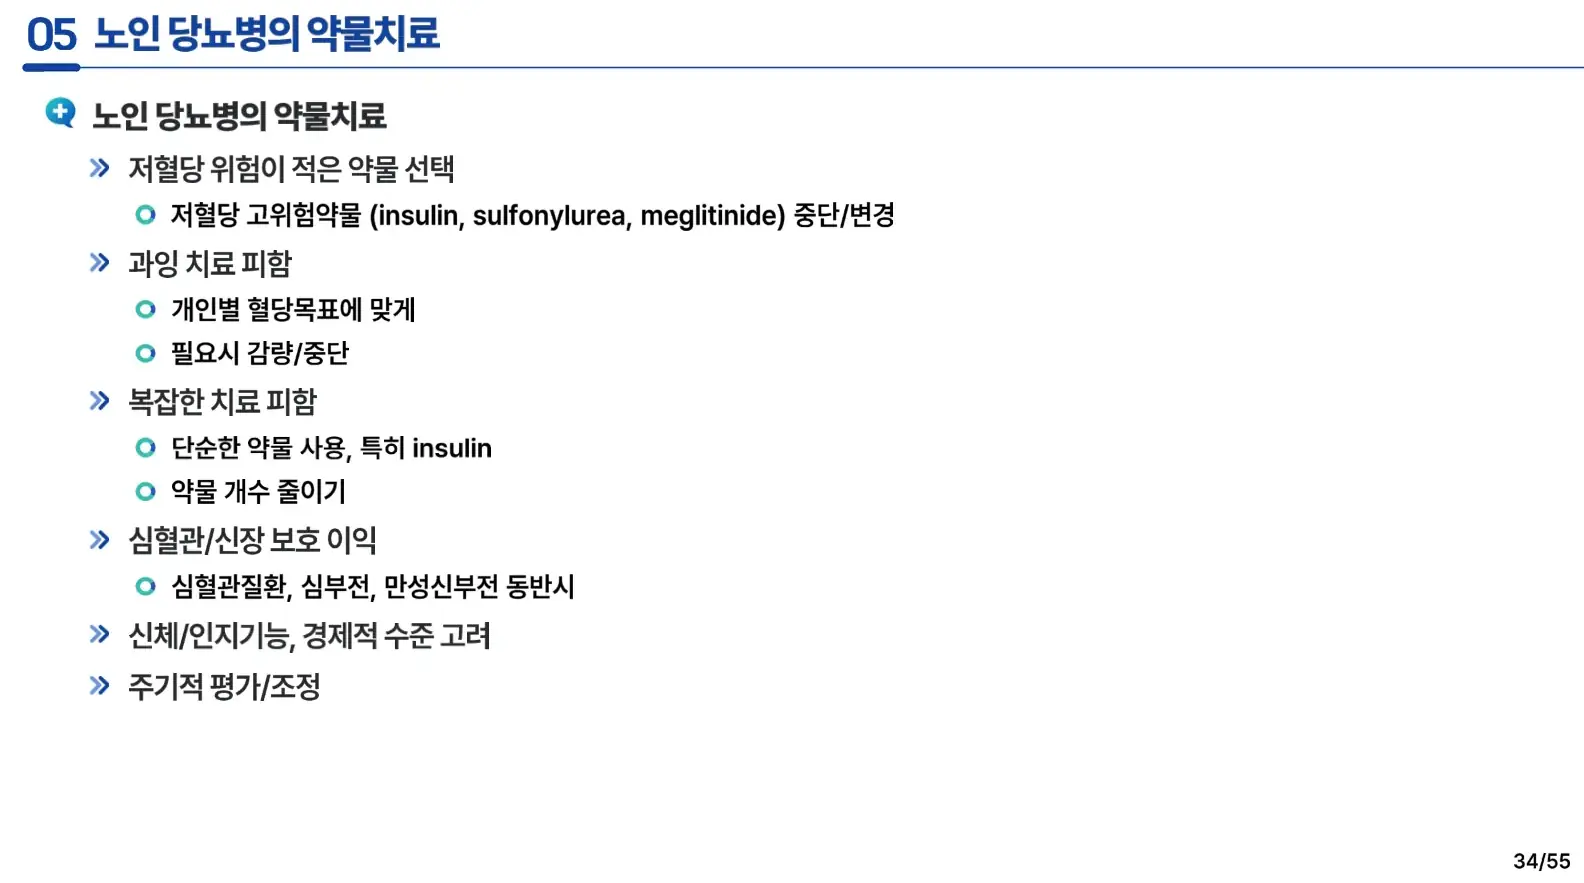 05 노인 당뇨병의 약물치료
노인 당뇨병의 약물치료
저혈당 위험이 적은 약물 선택
저혈당 고위험약물 (insulin, sulfonylurea, meglitinide) 중단/변경
과잉 치료 피함
개인별 혈당목표에 맞게
필요시 감량/중단
복잡한 치료 피함
단순한 약물 사용, 특히 insulin
약물 개수 줄이기
심혈관/신장 보호 이익
심혈관질환, 심부전, 만성신부전 동반시
신체/인지기능, 경제적 수준 고려
주기적 평가/조정
34/55